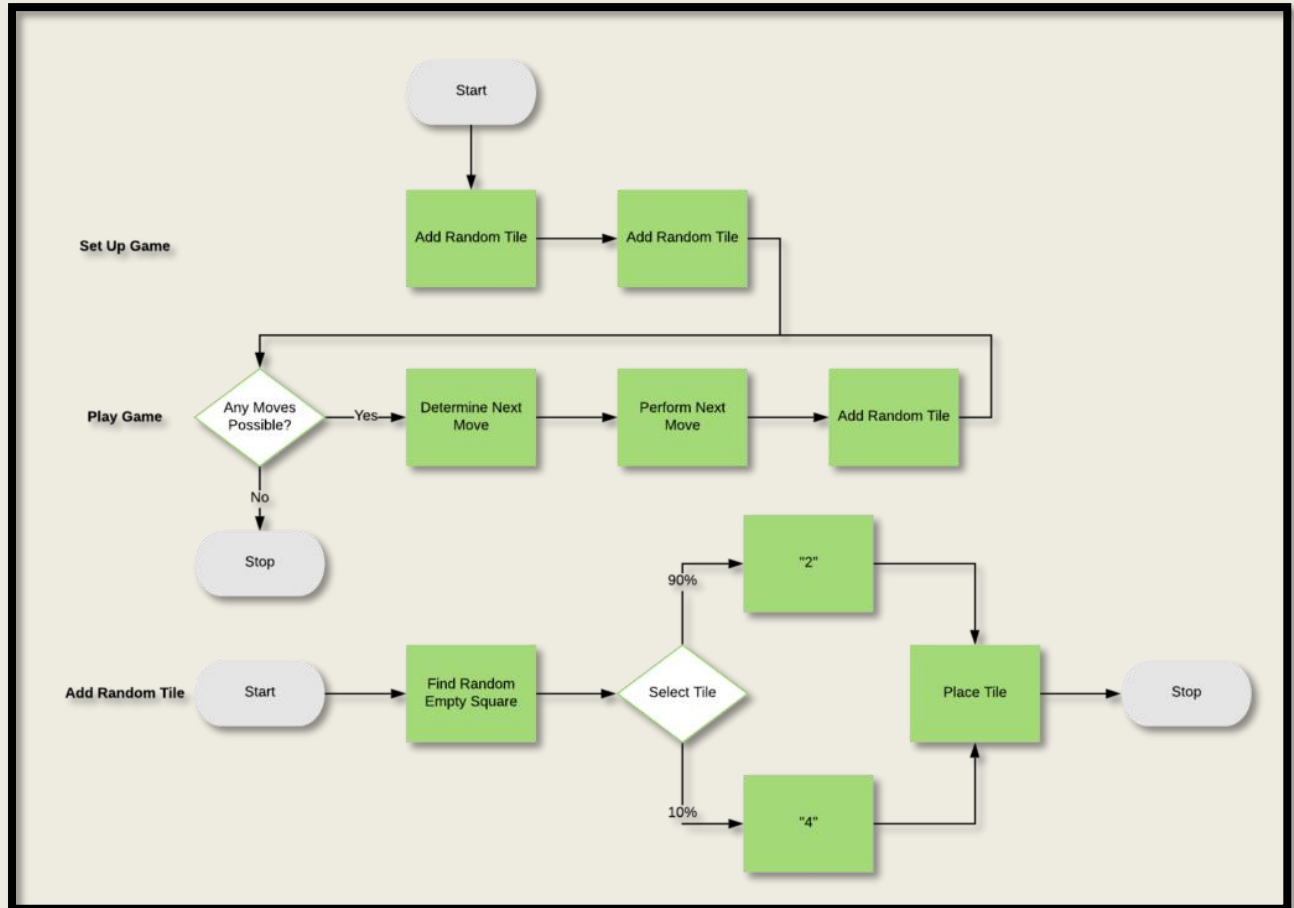 Start
Set Up Game
Add Random Tile
Add Random Tile
Play Game
Any Moves
Possible?
Yes
Determine Next
Move
Perform Next
Move
Add Random Tile
No
Stop
Add Random Tile
Start
Find Random
Empty Square
Select Tile
90%
"2"
10%
"4"
Place Tile
Stop